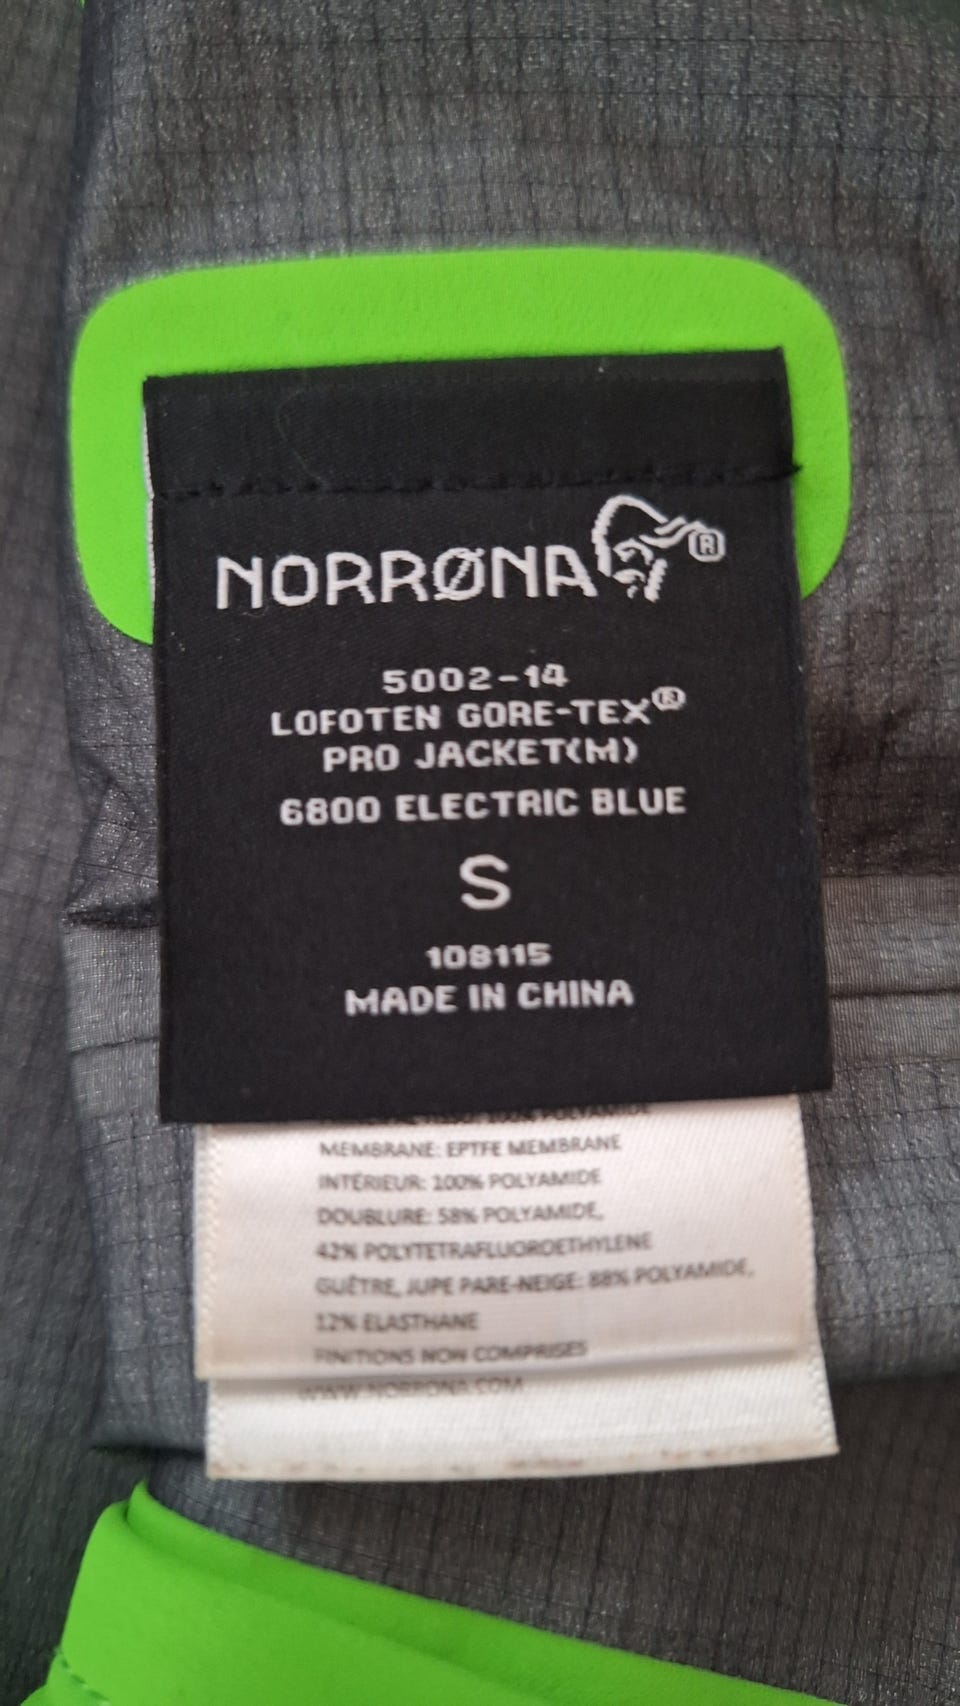 NORRØNA®
5002-14
LOFOTEN GORE-TEX®
PRO JACKET(M)
6800 ELECTRIC BLUE
S
108115
MADE IN CHINA
100% POLYAMIDE
MEMBRANE: EPTFE MEMBRANE
INTÉRIEUR: 100% POLYAMIDE
DOUBLURE: 58% POLYAMIDE,
42% POLYTETRAFLUOROETHYLENE
GUÊTRE, JUPE PARE-NEIGE: 88% POLYAMIDE,
12% ELASTHANE
FINITIONS NON COMPRISES
WWW.NORRONA.COM